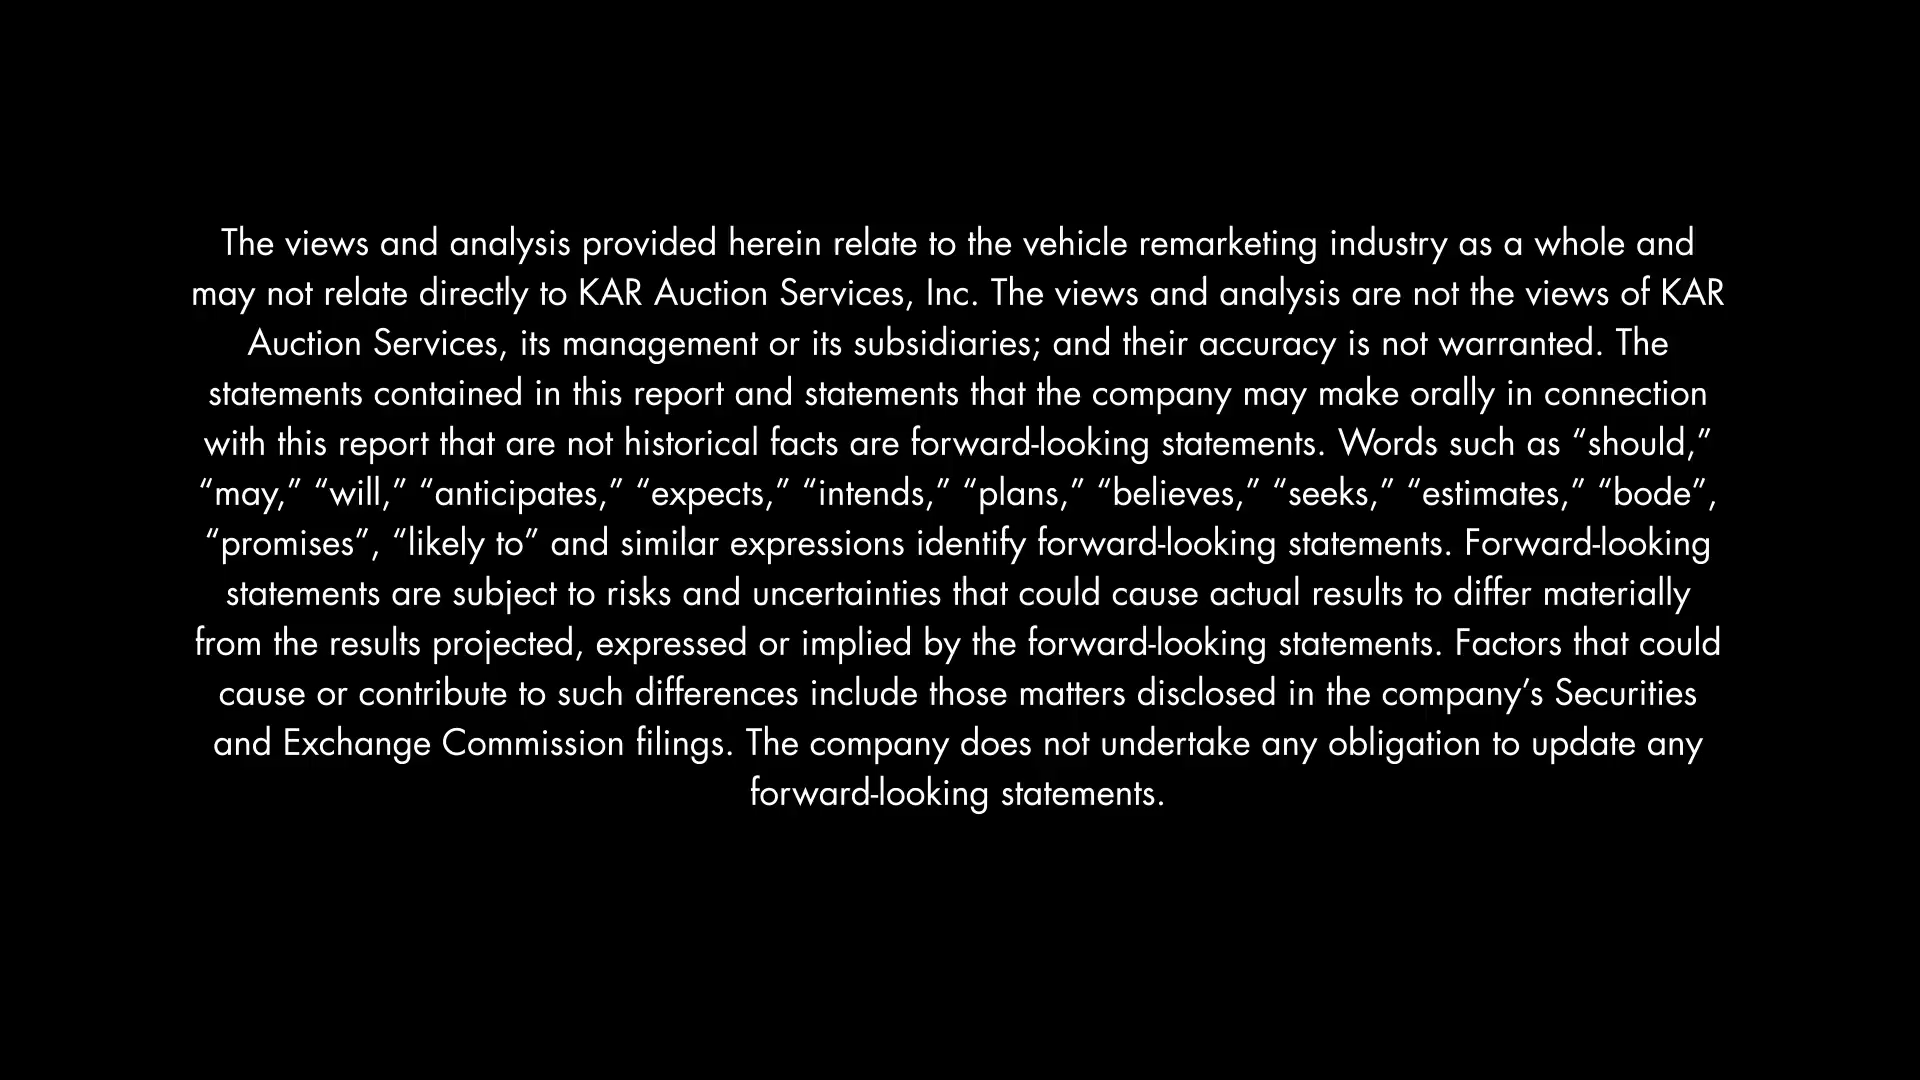 The views and analysis provided herein relate to the vehicle remarketing industry as a whole and
may not relate directly to KAR Auction Services, Inc. The views and analysis are not the views of KAR
Auction Services, its management or its subsidiaries; and their accuracy is not warranted. The
statements contained in this report and statements that the company may make orally in connection
with this report that are not historical facts are forward-looking statements. Words such as “should,”
“may,” “will,” “anticipates,” “expects,” “intends,” “plans,” “believes,” “seeks,” “estimates,” “bode”,
“promises”, “likely to” and similar expressions identify forward-looking statements. Forward-looking
statements are subject to risks and uncertainties that could cause actual results to differ materially
from the results projected, expressed or implied by the forward-looking statements. Factors that could
cause or contribute to such differences include those matters disclosed in the company’s Securities
and Exchange Commission filings. The company does not undertake any obligation to update any
forward-looking statements.